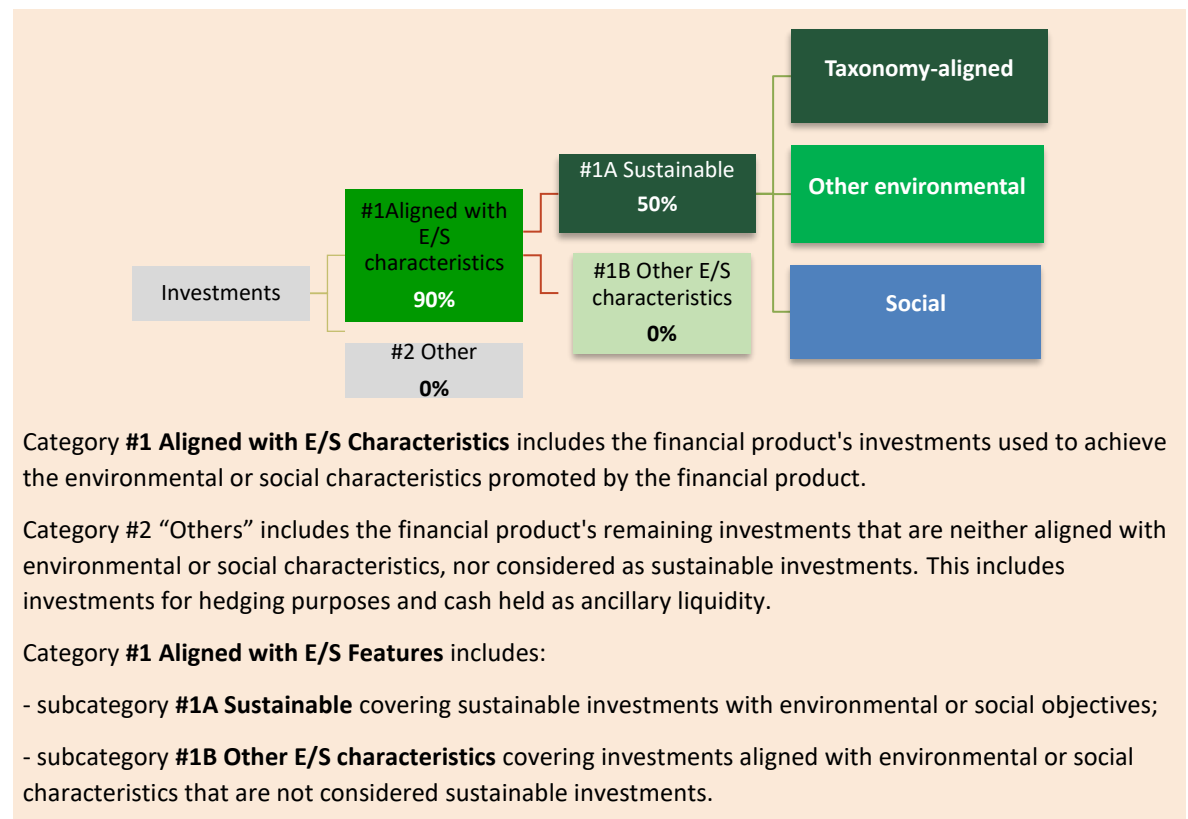 Taxonomy-aligned
#1A Sustainable
50%
Other environmental
#1Aligned with
E/S
characteristics
90%
#1B Other E/S
characteristics
0%
Investments
Social
#2 Other
0%
Category #1 Aligned with E/S Characteristics includes the financial product's investments used to achieve
the environmental or social characteristics promoted by the financial product.
Category #2 “Others” includes the financial product's remaining investments that are neither aligned with
environmental or social characteristics, nor considered as sustainable investments. This includes
investments for hedging purposes and cash held as ancillary liquidity.
Category #1 Aligned with E/S Features includes:
- subcategory #1A Sustainable covering sustainable investments with environmental or social objectives;
- subcategory #1B Other E/S characteristics covering investments aligned with environmental or social
characteristics that are not considered sustainable investments.